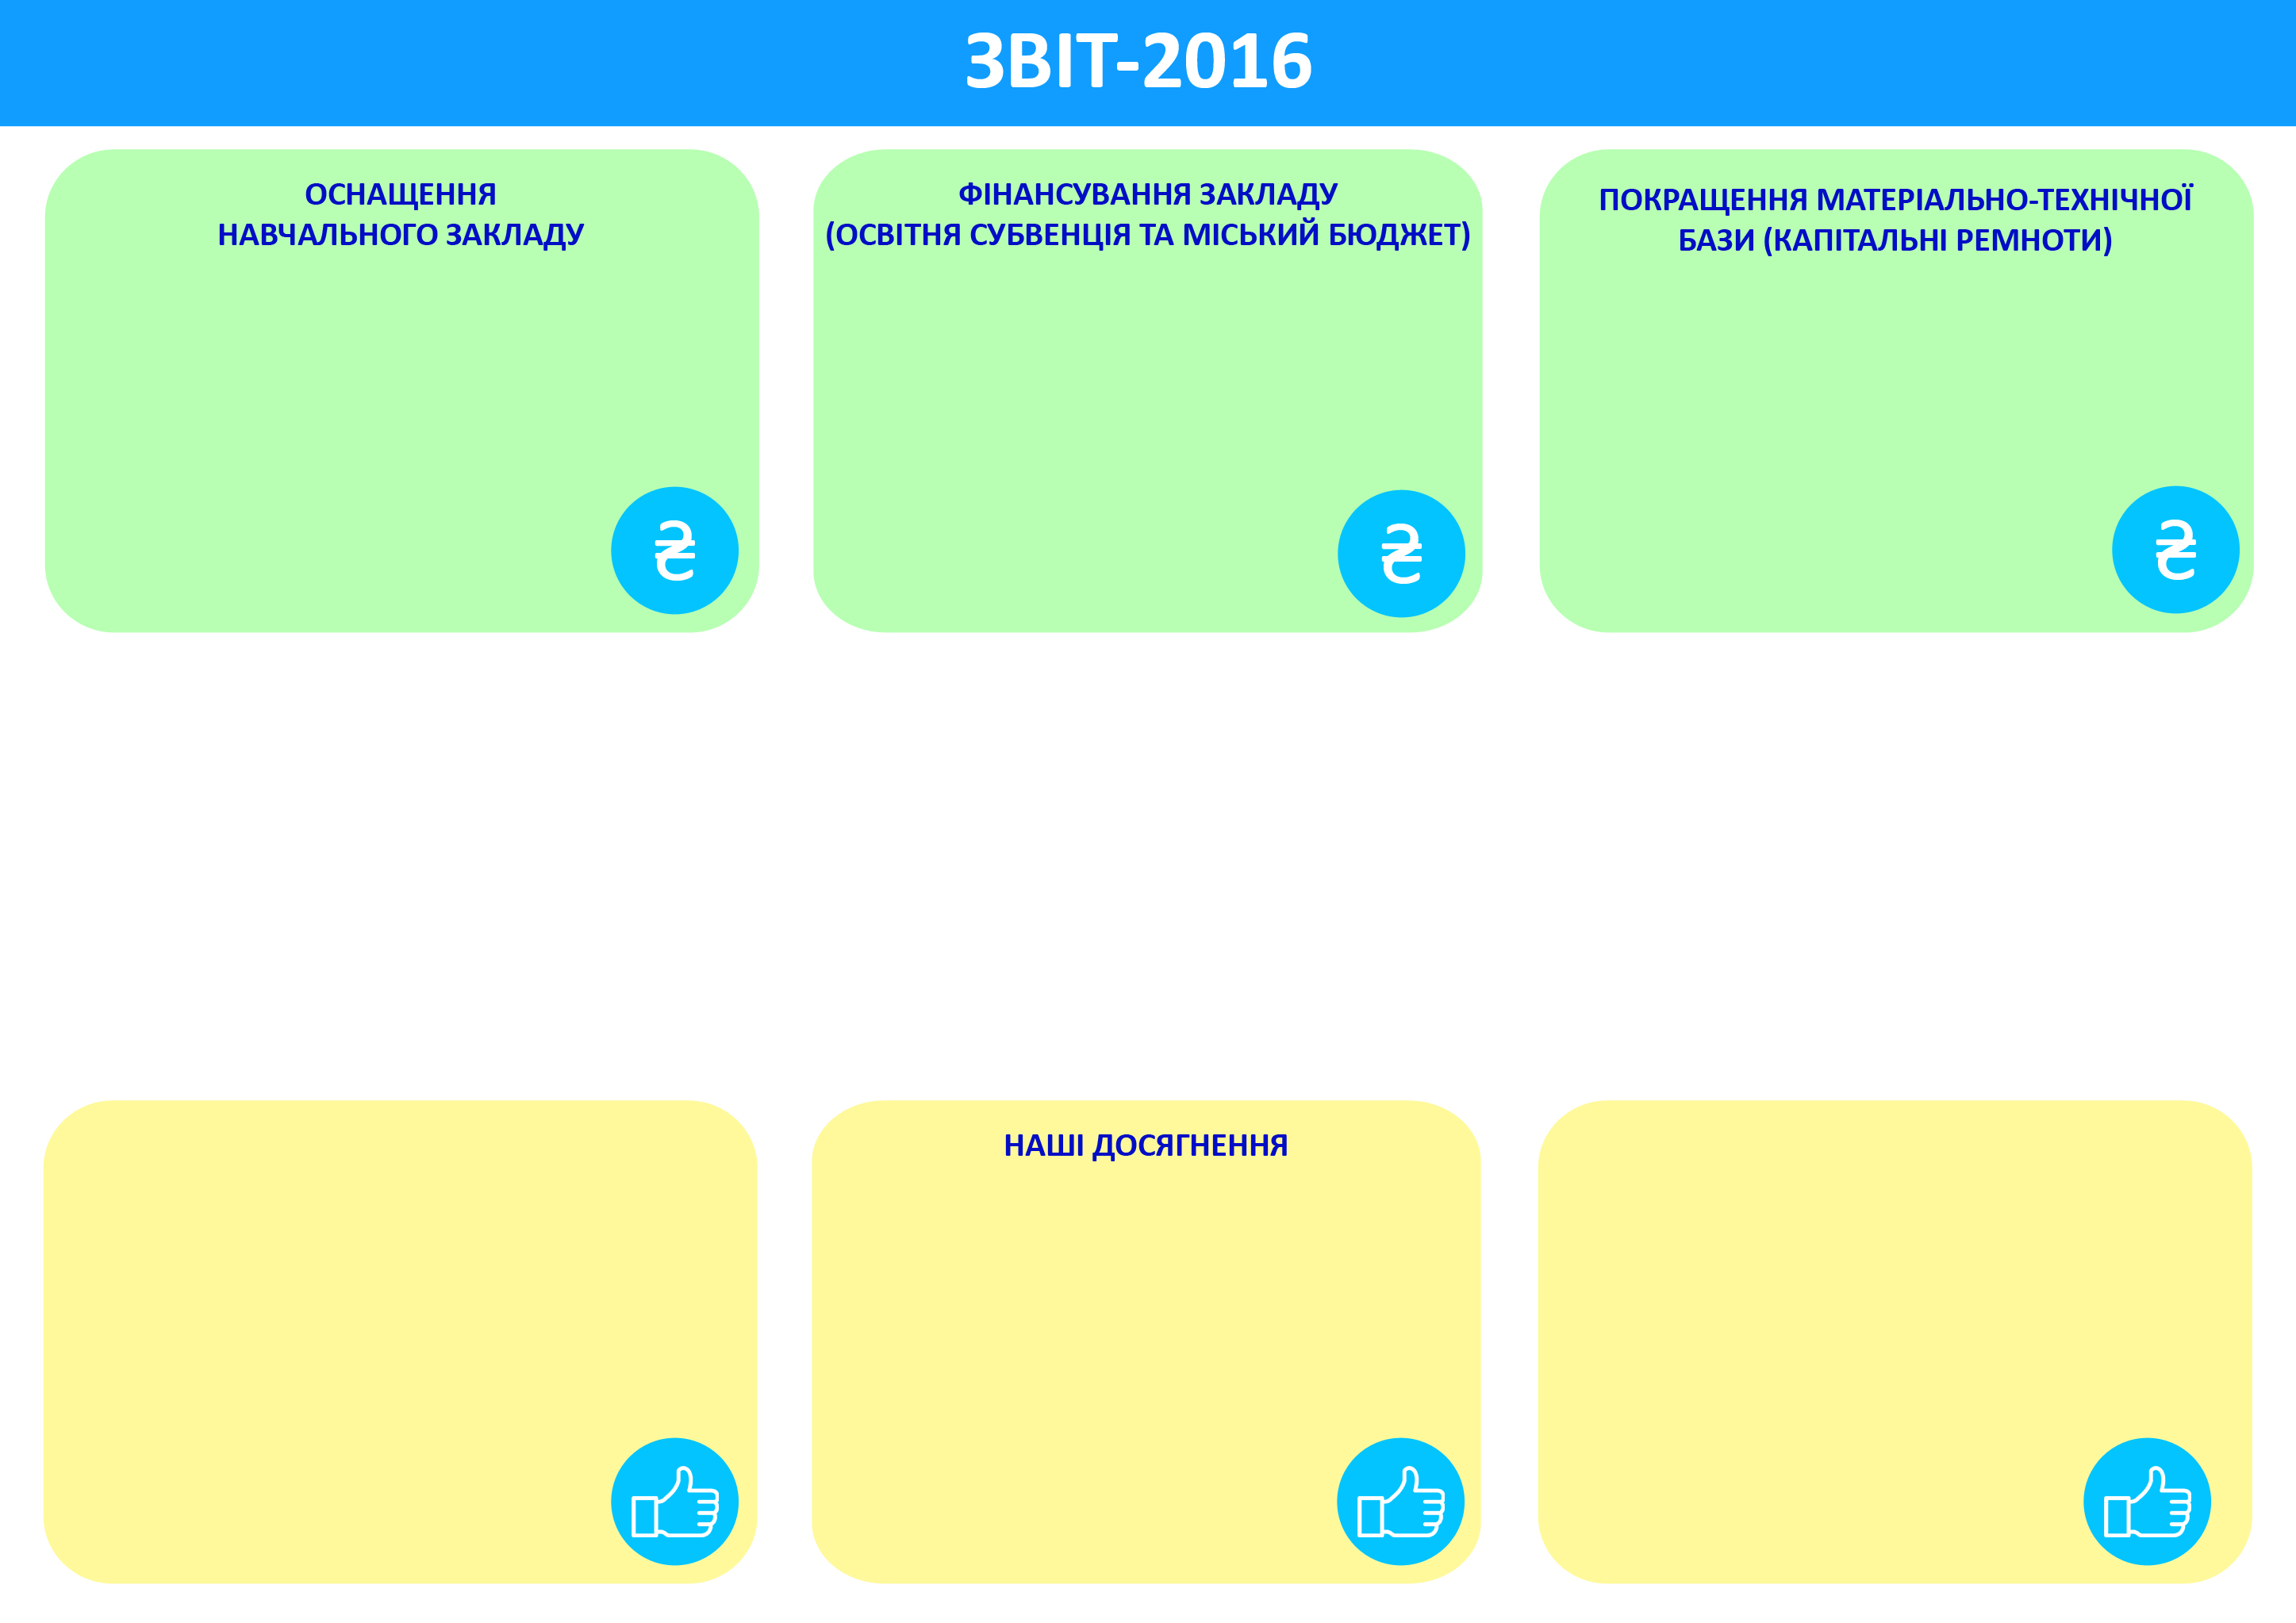 ЗВІТ-2016
ОСНАЩЕННЯ
НАВЧАЛЬНОГО ЗАКЛАДУ
ФІНАНСУВАННЯ ЗАКЛАДУ
(ОСВІТНЯ СУБВЕНЦІЯ ТА МІСЬКИЙ БЮДЖЕТ)
ПОКРАЩЕННЯ МАТЕРІАЛЬНО-ТЕХНІЧНОЇ
БАЗИ (КАПІТАЛЬНІ РЕМНОТИ)
₴
₴
₴
НАШІ ДОСЯГНЕННЯ